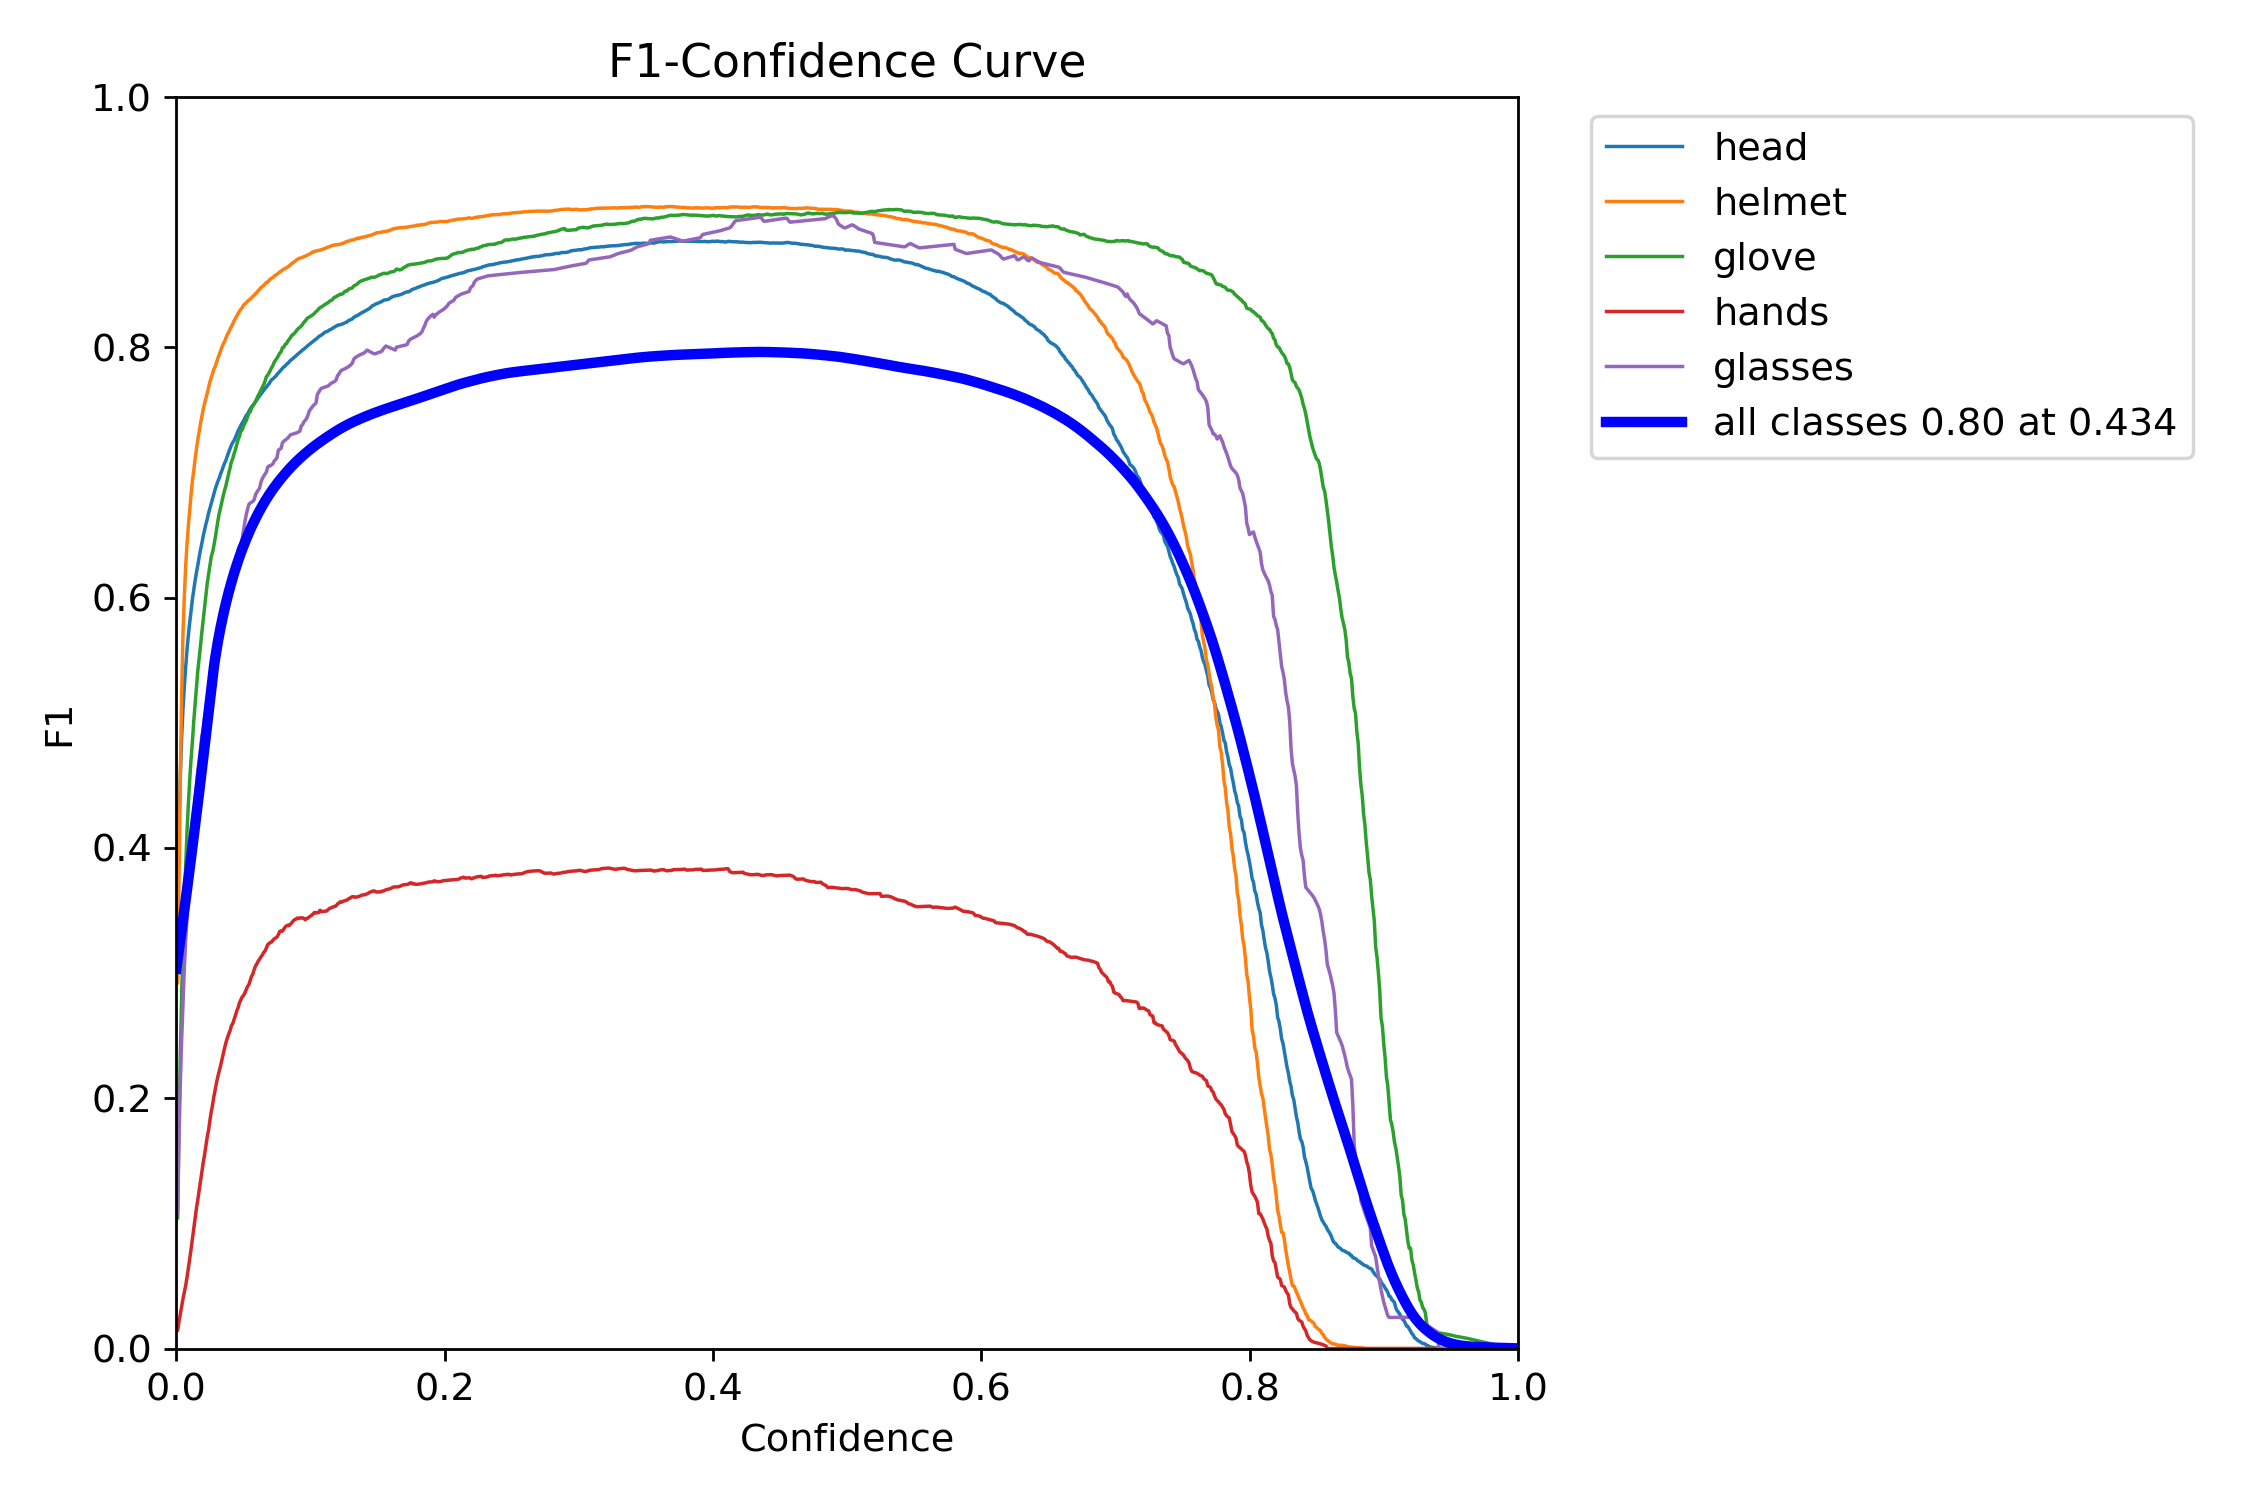 F1-Confidence Curve
1.0
0.8
0.6
0.4
0.2
0.0
F1
0.0 0.2 0.4 0.6 0.8 1.0
Confidence
head
helmet
glove
hands
glasses
all classes 0.80 at 0.434